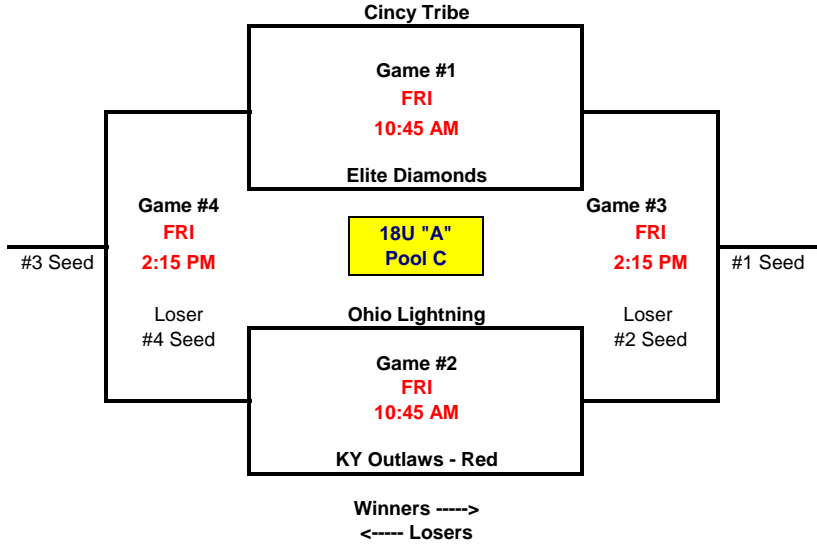 Cincy Tribe
Game #1
FRI
10:45 AM
Elite Diamonds
Game #4
FRI
2:15 PM
#3 Seed
Loser
#4 Seed
18U "A"
Pool C
Game #3
FRI
2:15 PM
#1 Seed
Loser
#2 Seed
Ohio Lightning
Game #2
FRI
10:45 AM
KY Outlaws - Red
Winners ----->
<----- Losers